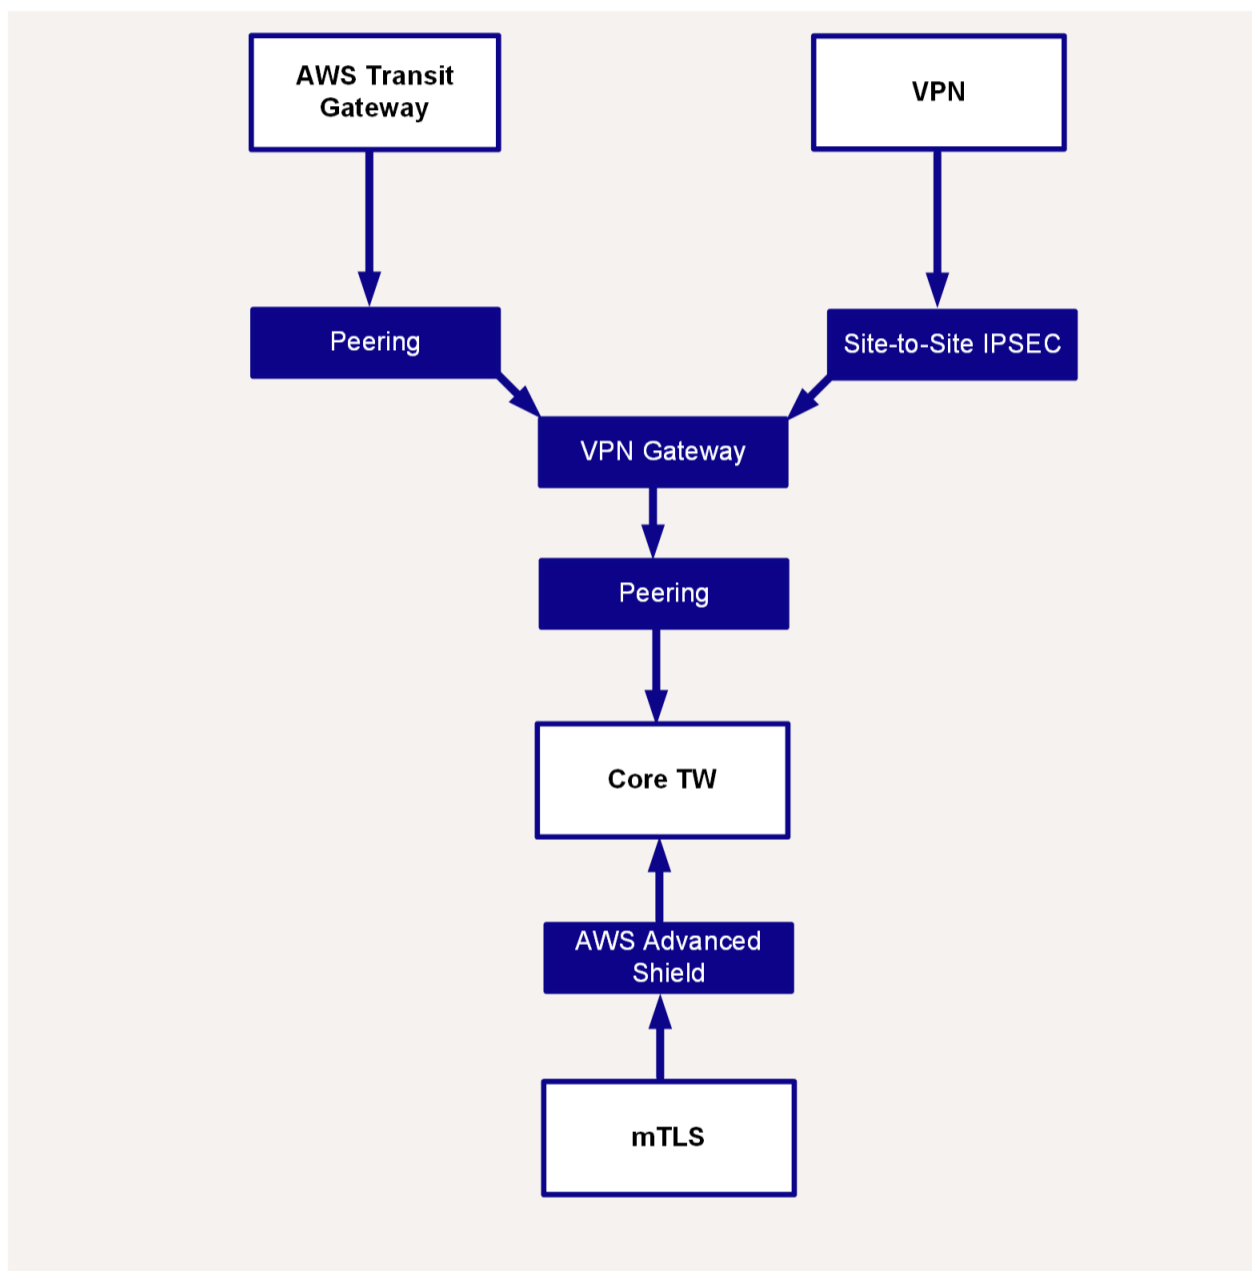 AWS Transit
Gateway
VPN
Peering
Site-to-Site IPSEC
VPN Gateway
Peering
Core TW
AWS Advanced
Shield
mTLS